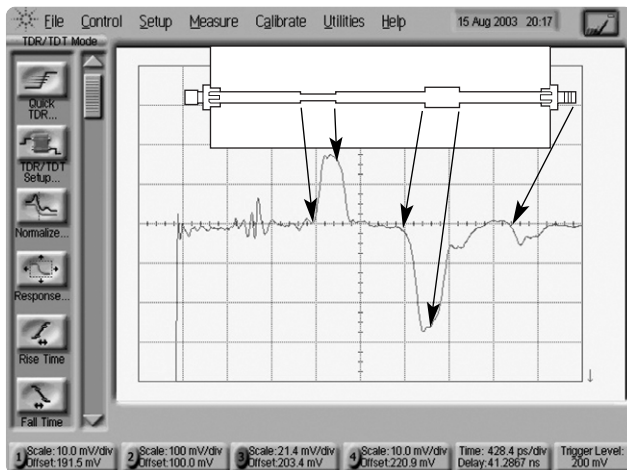 File Control Setup Measure Calibrate Utilities Help 15 Aug 2003 20:17
TDR/TDT Mode
Quick
TDR...
TDR/TDT
Setup...
Normalize...
Response...
Rise Time
Fall Time
1 Scale: 10.0 mV/div
Offset: 191.5 mV
2 Scale: 100 mV/div
Offset: 100.0 mV
3 Scale: 21.4 mV/div
Offset: 203.4 mV
4 Scale: 10.0 mV/div
Offset: 220.9 mV
Time: 428.4 ps/div
Delay: 41.2867 ns
Trigger Level:
200 mV